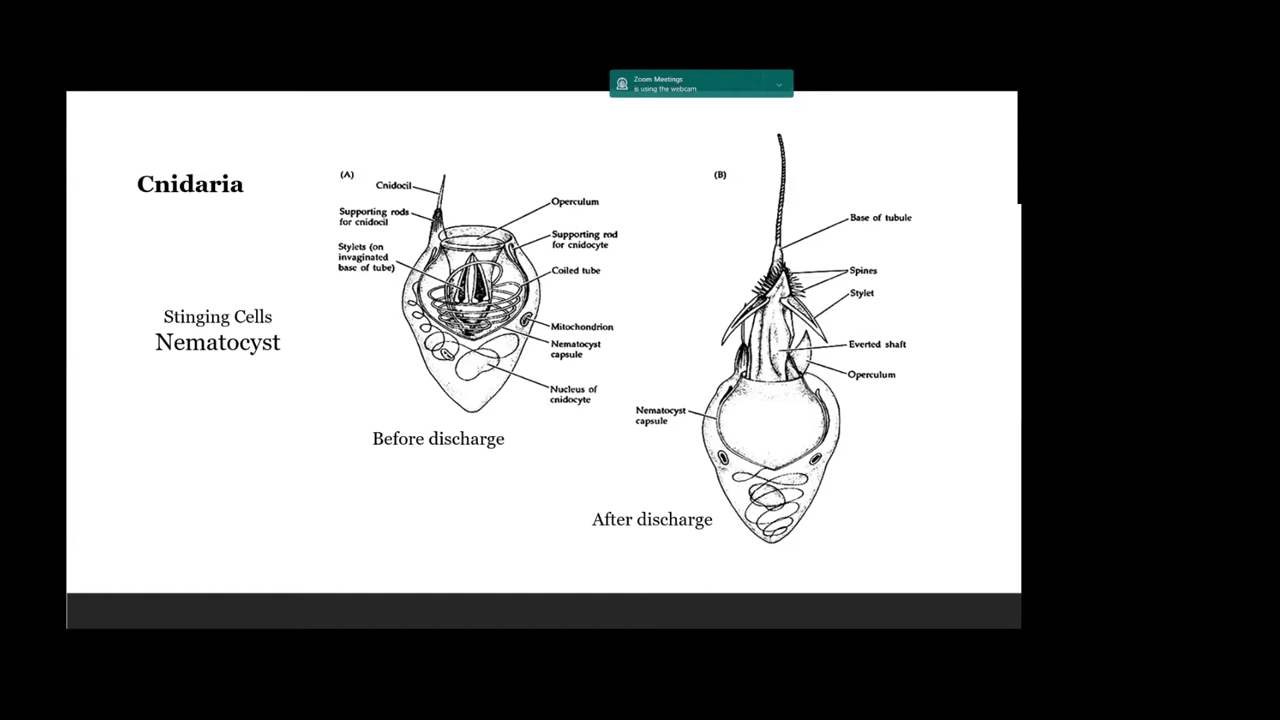 Zoom Meetings
is using the webcam
Cnidaria
Stinging Cells
Nematocyst
(A)
Cnidocil
Supporting rods
for cnidocil
Stylets (on
invaginated
base of tube)
Operculum
Supporting rod
for cnidocyte
Coiled tube
Mitochondrion
Nematocyst
capsule
Nucleus of
cnidocyte
Before discharge
(B)
Base of tubule
Spines
Stylet
Everted shaft
Operculum
Nematocyst
capsule
After discharge